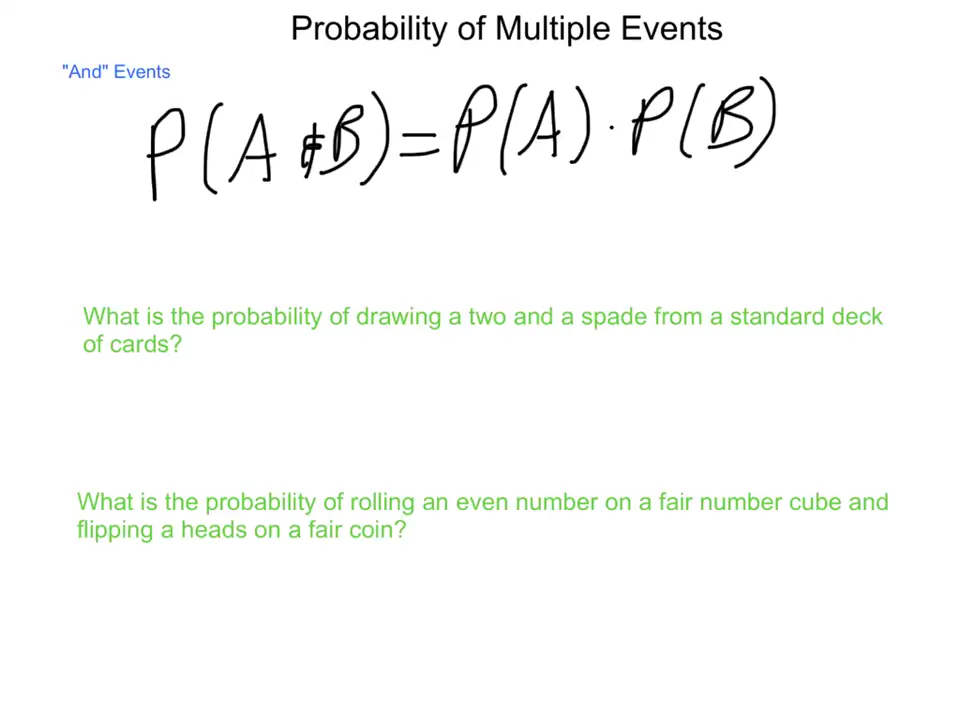 Probability of Multiple Events
"And" Events
P(A & B) = P(A) · P(B)
What is the probability of drawing a two and a spade from a standard deck
of cards?
What is the probability of rolling an even number on a fair number cube and
flipping a heads on a fair coin?